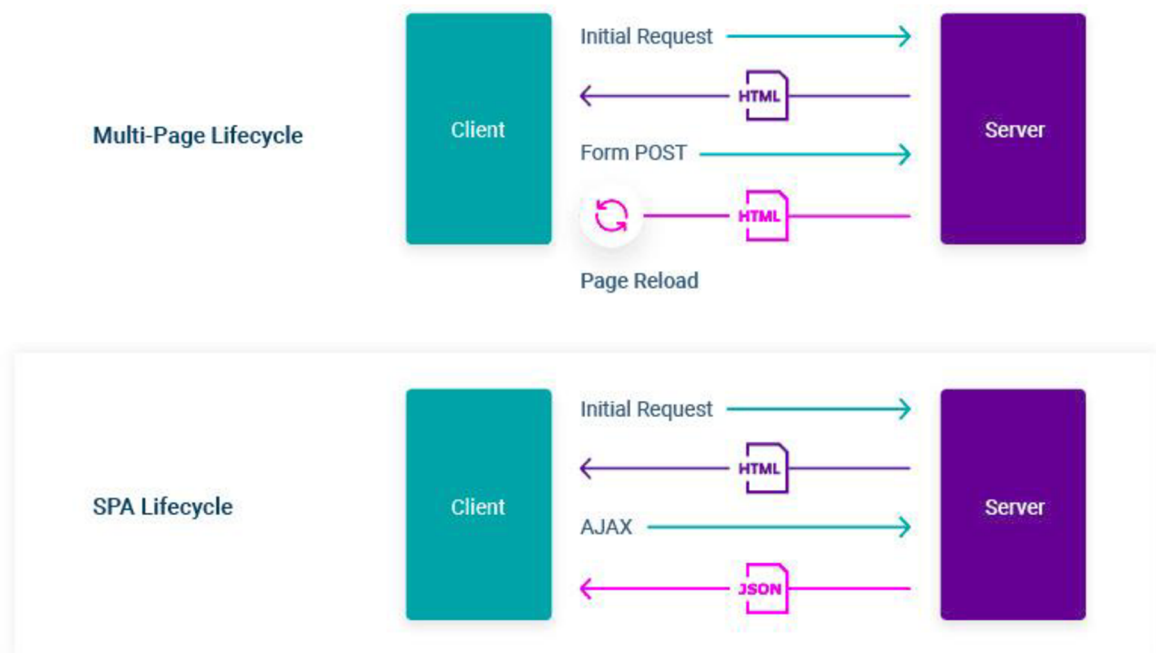 Initial Request
HTML
Multi-Page Lifecycle
Client
Server
Form POST
HTML
Page Reload
Initial Request
HTML
SPA Lifecycle
Client
Server
AJAX
JSON